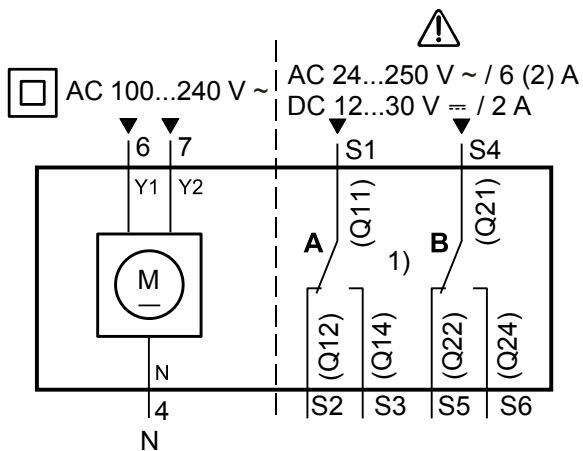 AC 100...240 V ~
AC 24...250 V ~ / 6 (2) A
DC 12...30 V ⎓ / 2 A
6 7 S1 S4
Y1 Y2
(Q11) (Q21)
A 1) B
M
(Q12) (Q14) (Q22) (Q24)
N
4 S2 S3 S5 S6
N